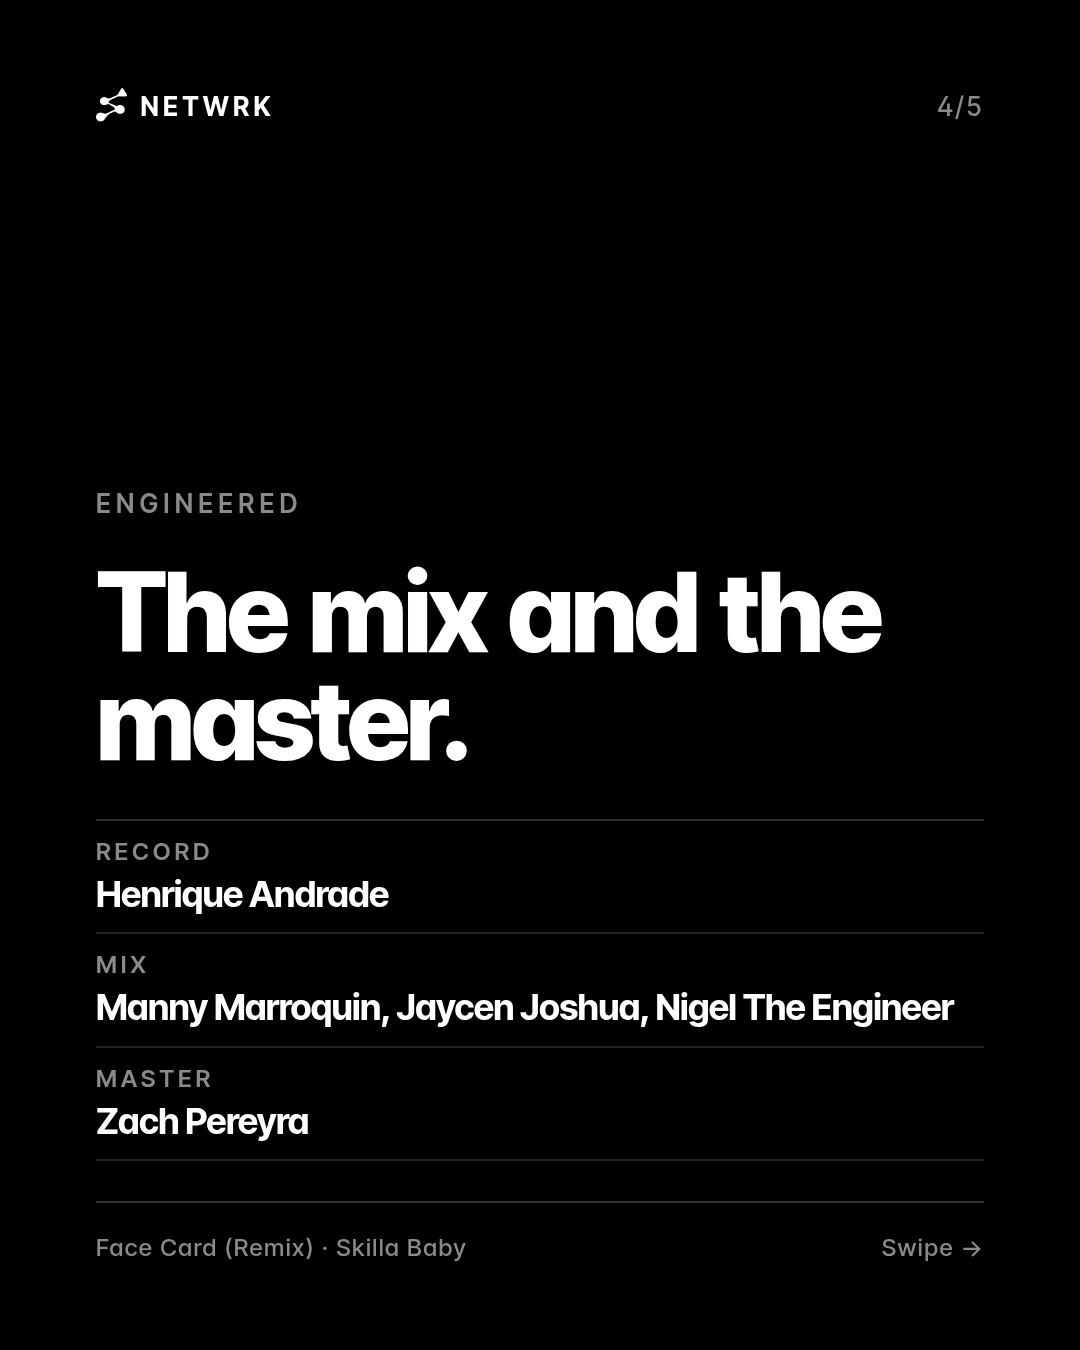 NETWRK
4/5
ENGINEERED
The mix and the
master.
RECORD
Henrique Andrade
MIX
Manny Marroquin, Jaycen Joshua, Nigel The Engineer
MASTER
Zach Pereyra
Face Card (Remix) · Skilla Baby
Swipe →